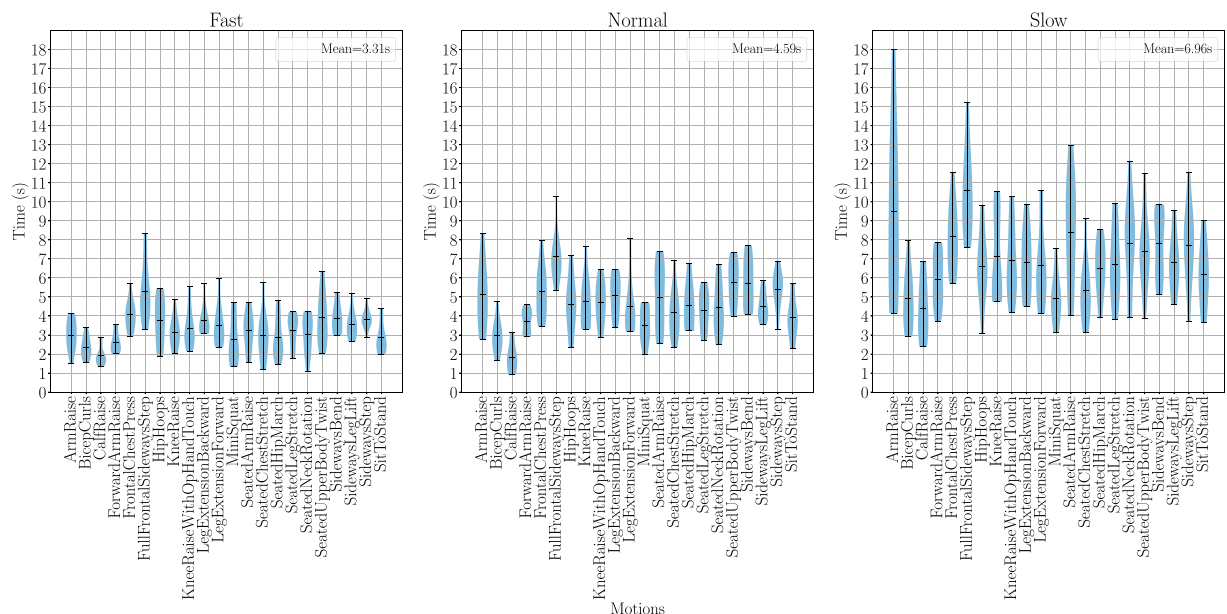 Fast
Normal
Slow
Mean=3.31s
Mean=4.59s
Mean=6.96s
Time (s)
18
17
16
15
14
13
12
11
10
9
8
7
6
5
4
3
2
1
0
ArmRaise
BicepCurls
CalfRaise
ForwardArmRaise
FrontalChestPress
FullFrontalSidewaysStep
HipHoops
KneeRaise
KneeRaiseWithOpHandTouch
LegExtensionBackward
LegExtensionForward
MiniSquat
SeatedArmRaise
SeatedChestStretch
SeatedHipMarch
SeatedLegStretch
SeatedNeckRotation
SeatedUpperBodyTwist
SidewaysBend
SidewaysLegLift
SidewaysStep
SitToStand
Time (s)
18
17
16
15
14
13
12
11
10
9
8
7
6
5
4
3
2
1
0
ArmRaise
BicepCurls
CalfRaise
ForwardArmRaise
FrontalChestPress
FullFrontalSidewaysStep
HipHoops
KneeRaise
KneeRaiseWithOpHandTouch
LegExtensionBackward
LegExtensionForward
MiniSquat
SeatedArmRaise
SeatedChestStretch
SeatedHipMarch
SeatedLegStretch
SeatedNeckRotation
SeatedUpperBodyTwist
SidewaysBend
SidewaysLegLift
SidewaysStep
SitToStand
Time (s)
18
17
16
15
14
13
12
11
10
9
8
7
6
5
4
3
2
1
0
ArmRaise
BicepCurls
CalfRaise
ForwardArmRaise
FrontalChestPress
FullFrontalSidewaysStep
HipHoops
KneeRaise
KneeRaiseWithOpHandTouch
LegExtensionBackward
LegExtensionForward
MiniSquat
SeatedArmRaise
SeatedChestStretch
SeatedHipMarch
SeatedLegStretch
SeatedNeckRotation
SeatedUpperBodyTwist
SidewaysBend
SidewaysLegLift
SidewaysStep
SitToStand
Motions